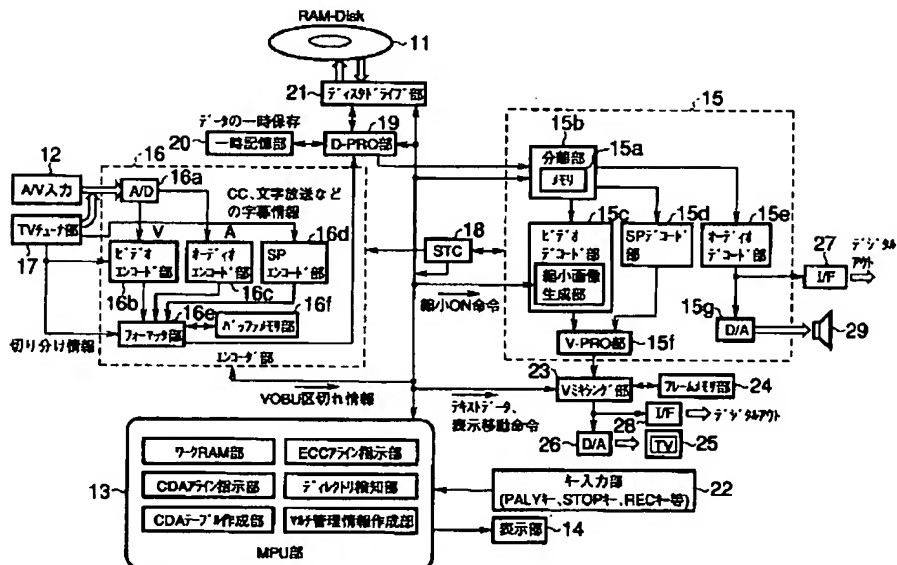 RAM-Disk
11
21
ディスクドライブ部
データの一時保存
19
15
20
一時記憶部
D-PRO部
15b
分離部
15a
メモリ
12
16
A/V入力
16a
A/D
CC、文字放送など
の字幕情報
TVチューナ部
17
V
A
16d
18
STC
15c
15d
15e
ビデオ
エンコード部
オーディオ
エンコード部
SP
エンコード部
ビデオ
デコード部
SPデコード部
オーディオ
デコード部
縮小画像
生成部
27
デジタル
アウト
I/F
16b
16c
16f
16e
フォーマッタ部
バッファメモリ部
縮小ON命令
15g
D/A
29
切り分け情報
V-PRO部
15f
エンコーダ部
23
VOBU区切れ情報
Vミキシング部
フレームメモリ部
24
テキストデータ、
表示移動命令
I/F
デジタルアウト
28
26
D/A
TV
25
13
ワークRAM部
ECCアライン指示部
CDAアライン指示部
ディレクトリ検知部
CDAテーブル作成部
マルチ管理情報作成部
MPU部
キー入力部
(PALYキー、STOPキー、RECキー等)
22
表示部
14